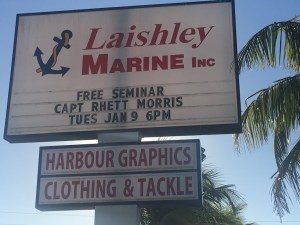 Laishley
MARINE INC
FREE SEMINAR
CAPT RHETT MORRIS
TUES JAN 9 6PM
HARBOUR GRAPHICS
CLOTHING & TACKLE